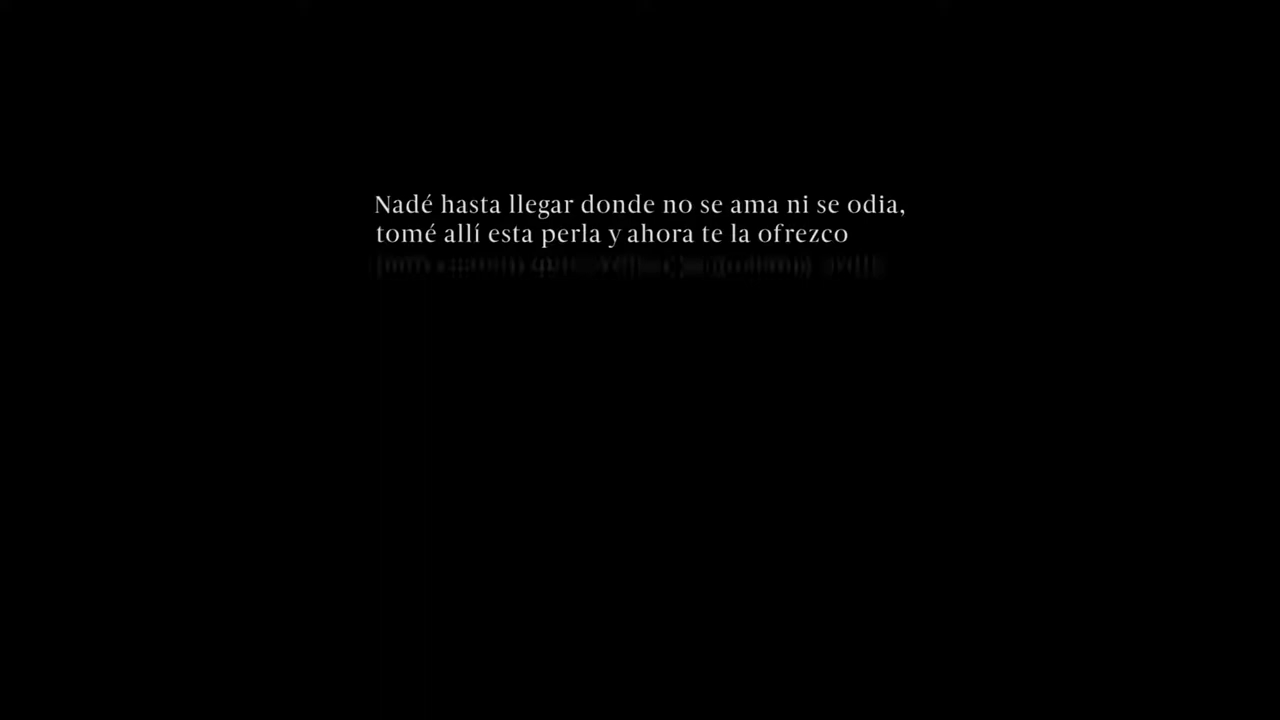 Nadé hasta llegar donde no se ama ni se odia,
tomé allí esta perla y ahora te la ofrezco